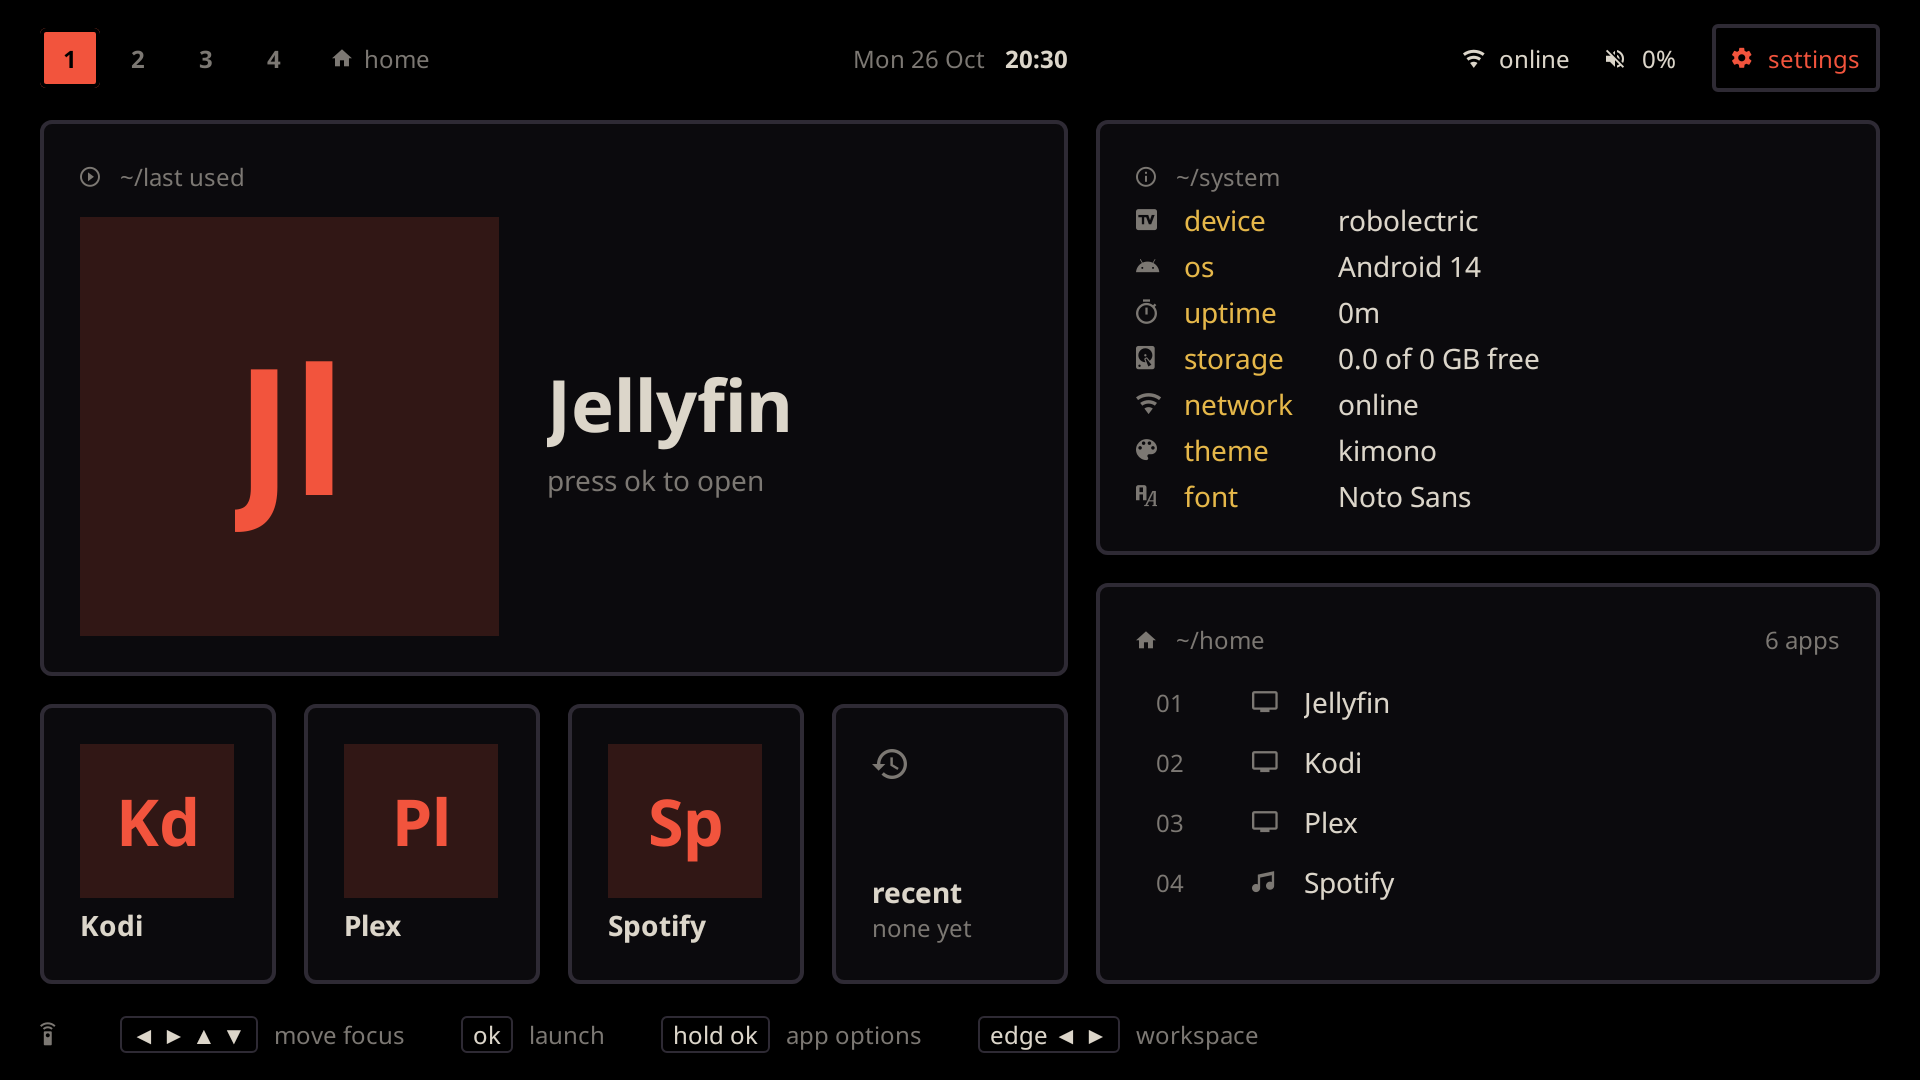 1 2 3 4 home
Mon 26 Oct 20:30
online 0% settings
~/last used
Jl
Jellyfin
press ok to open
Kd
Kodi
Pl
Plex
Sp
Spotify
recent
none yet
~/system
device robolectric
os Android 14
uptime 0m
storage 0.0 of 0 GB free
network online
theme kimono
font Noto Sans
~/home 6 apps
01 Jellyfin
02 Kodi
03 Plex
04 Spotify
◀ ▶ ▲ ▼ move focus ok launch hold ok app options edge ◀ ▶ workspace